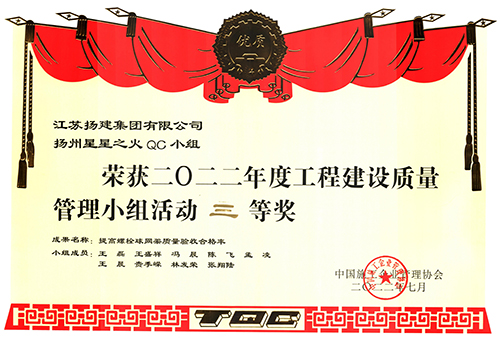 优质
江苏扬建集团有限公司
扬州星星之火QC小组
荣获二〇二二年度工程建设质量
管理小组活动 三 等奖
成果名称：提高螺栓球网架质量验收合格率
小组成员：王磊 王盛祥 冯晨 陈飞 孟凌
王晨 查季嵘 林发荣 张翔陆
中国施工企业管理协会
二〇二二年七月
TQC